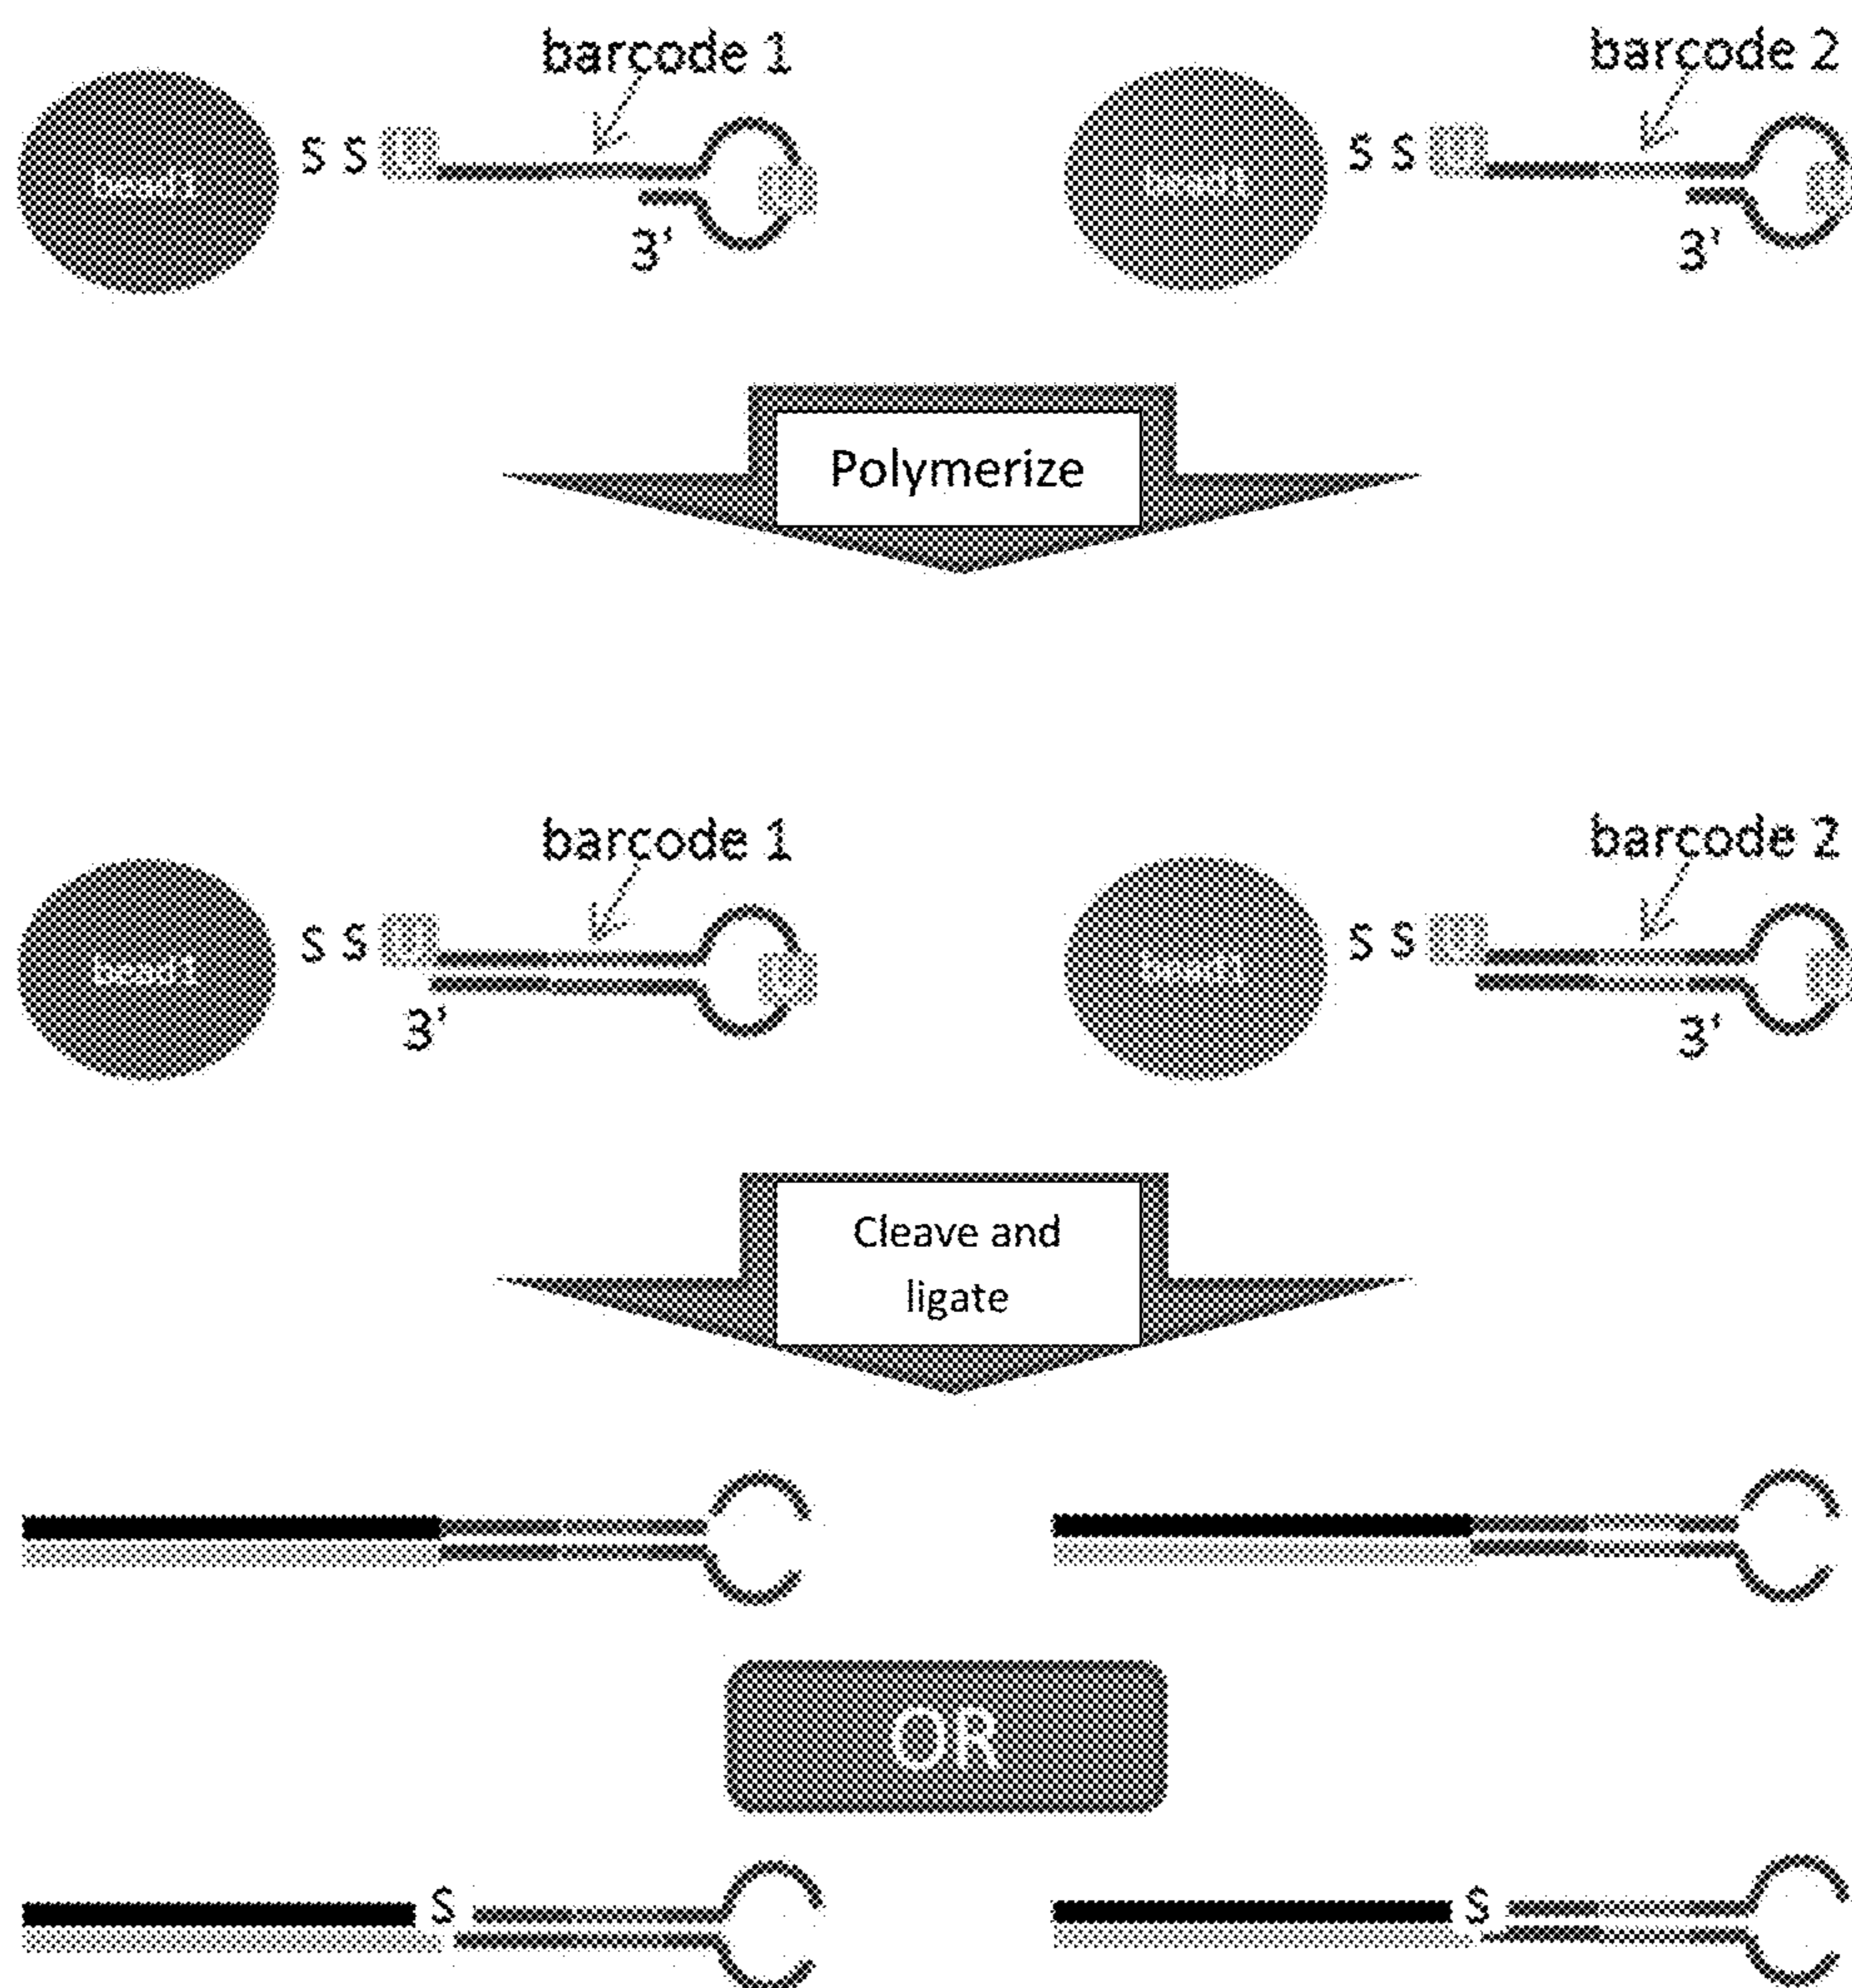 barcode 1
barcode 2
S S
S S
3'
3'
Polymerize
barcode 1
barcode 2
S S
S S
3'
3'
Cleave and
ligate
OR
S
S